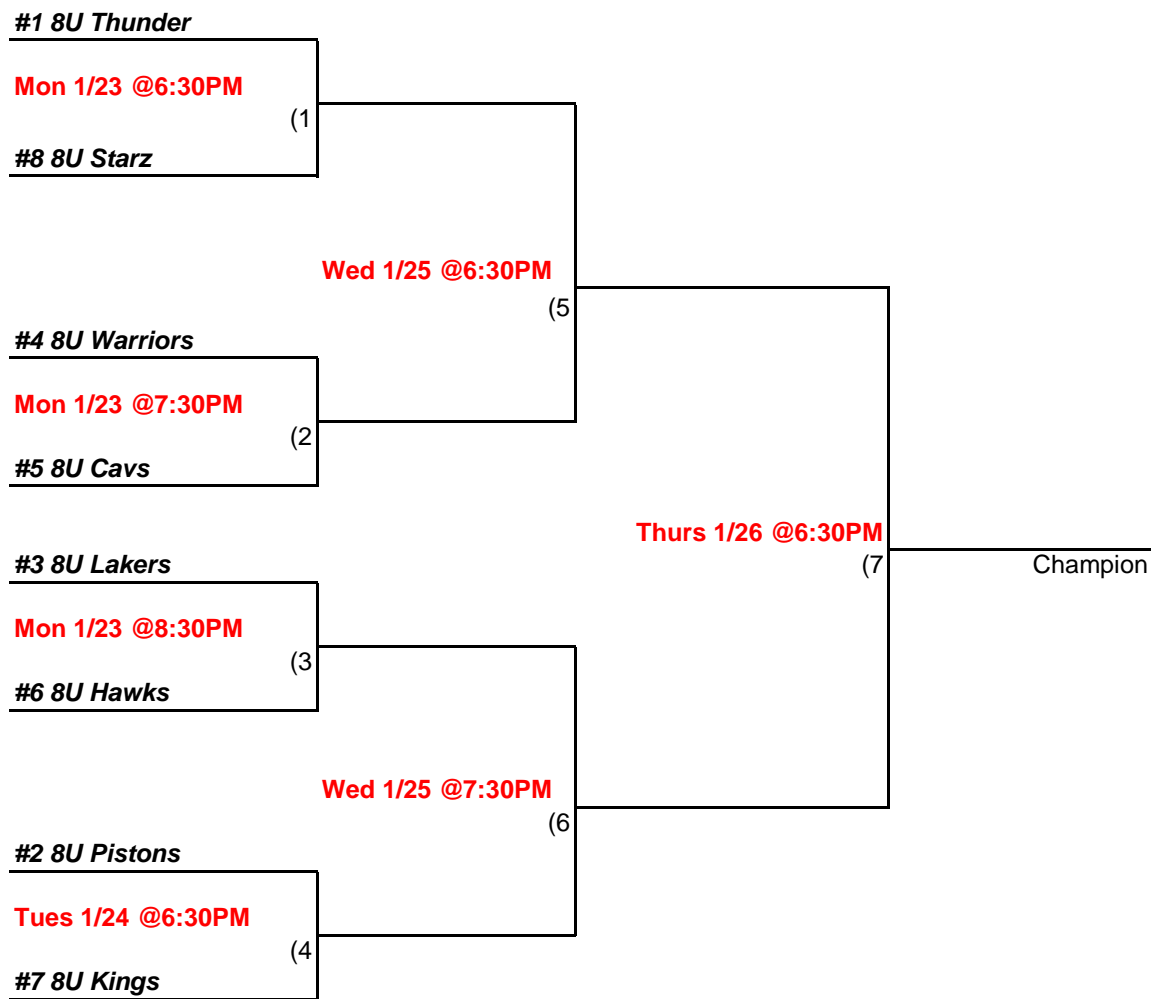 #1 8U Thunder
Mon 1/23 @6:30PM
(1
#8 8U Starz
Wed 1/25 @6:30PM
(5
#4 8U Warriors
Mon 1/23 @7:30PM
(2
#5 8U Cavs
Thurs 1/26 @6:30PM
(7
Champion
#3 8U Lakers
Mon 1/23 @8:30PM
(3
#6 8U Hawks
Wed 1/25 @7:30PM
(6
#2 8U Pistons
Tues 1/24 @6:30PM
(4
#7 8U Kings